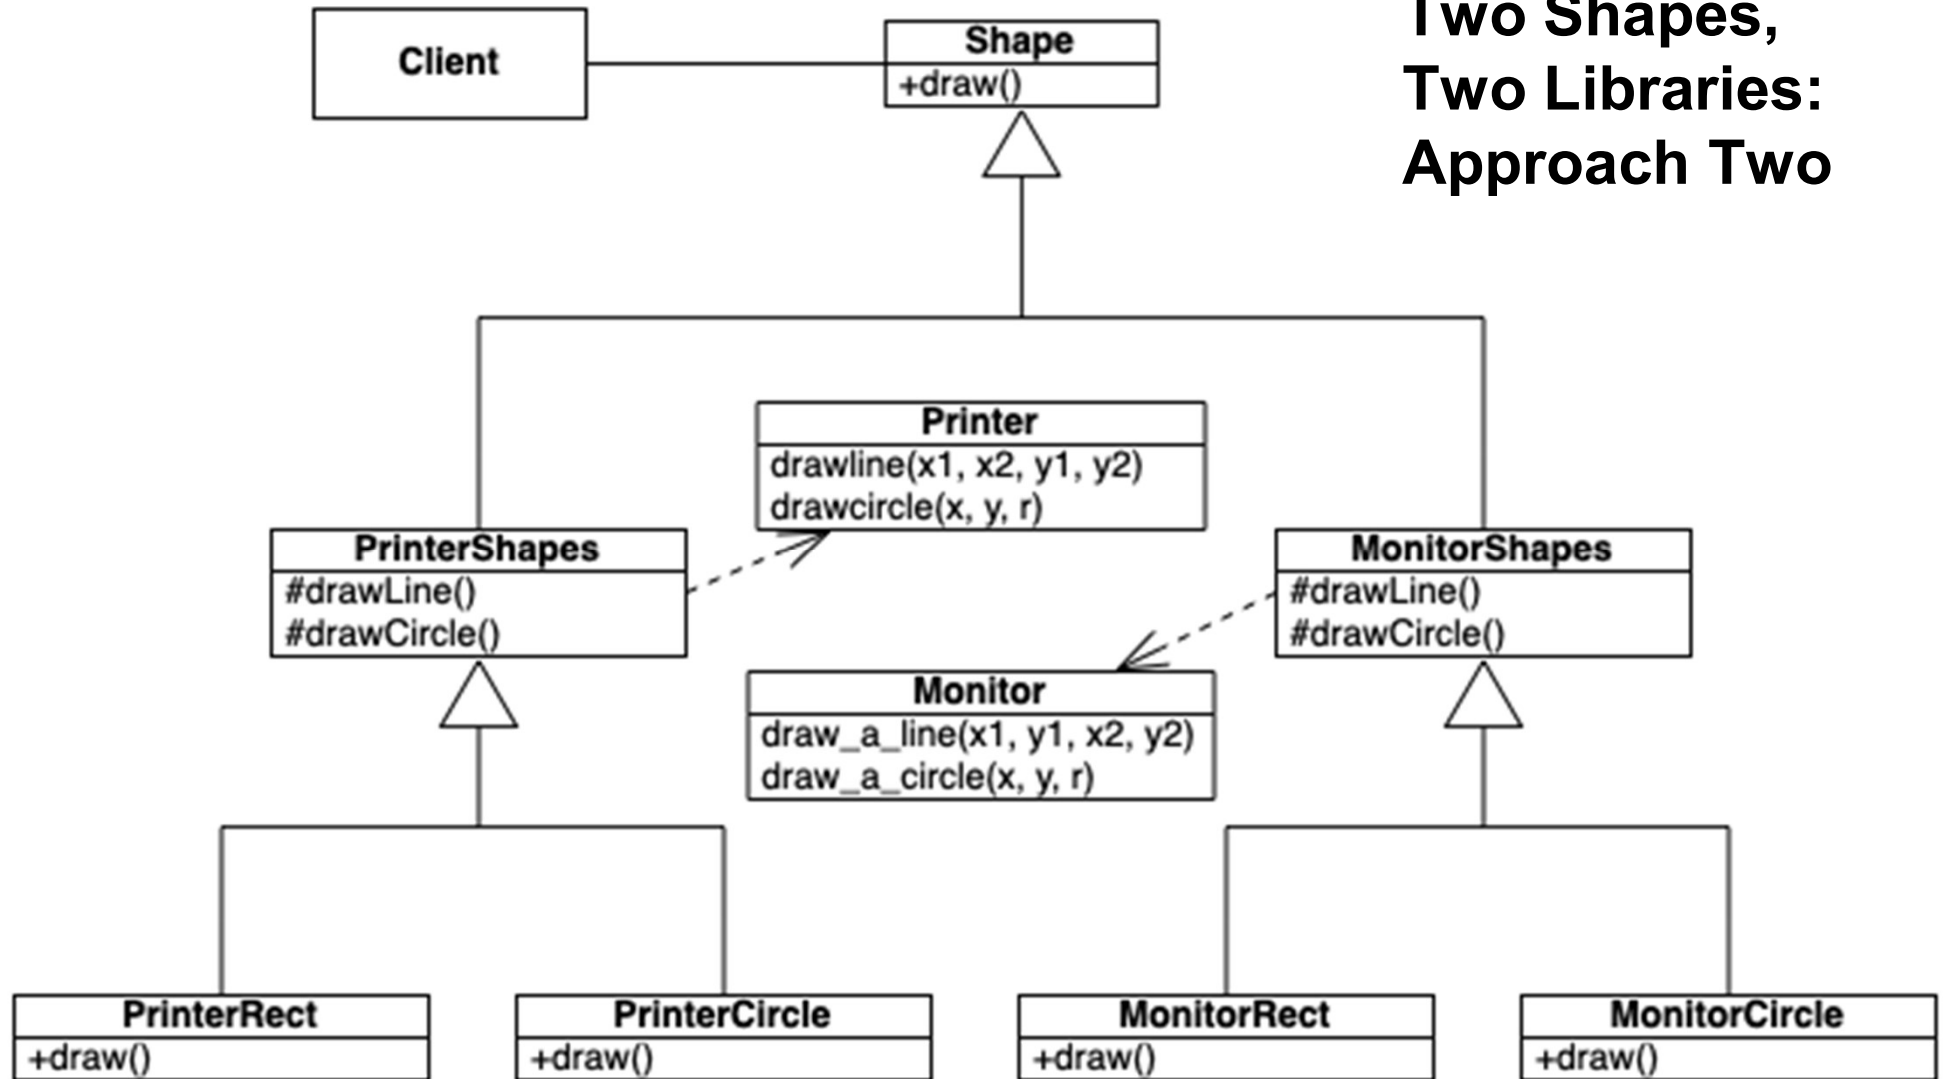 Two Shapes,
Two Libraries:
Approach Two
Client
Shape
+draw()
Printer
drawline(x1, x2, y1, y2)
drawcircle(x, y, r)
PrinterShapes
#drawLine()
#drawCircle()
MonitorShapes
#drawLine()
#drawCircle()
Monitor
draw_a_line(x1, y1, x2, y2)
draw_a_circle(x, y, r)
PrinterRect
+draw()
PrinterCircle
+draw()
MonitorRect
+draw()
MonitorCircle
+draw()